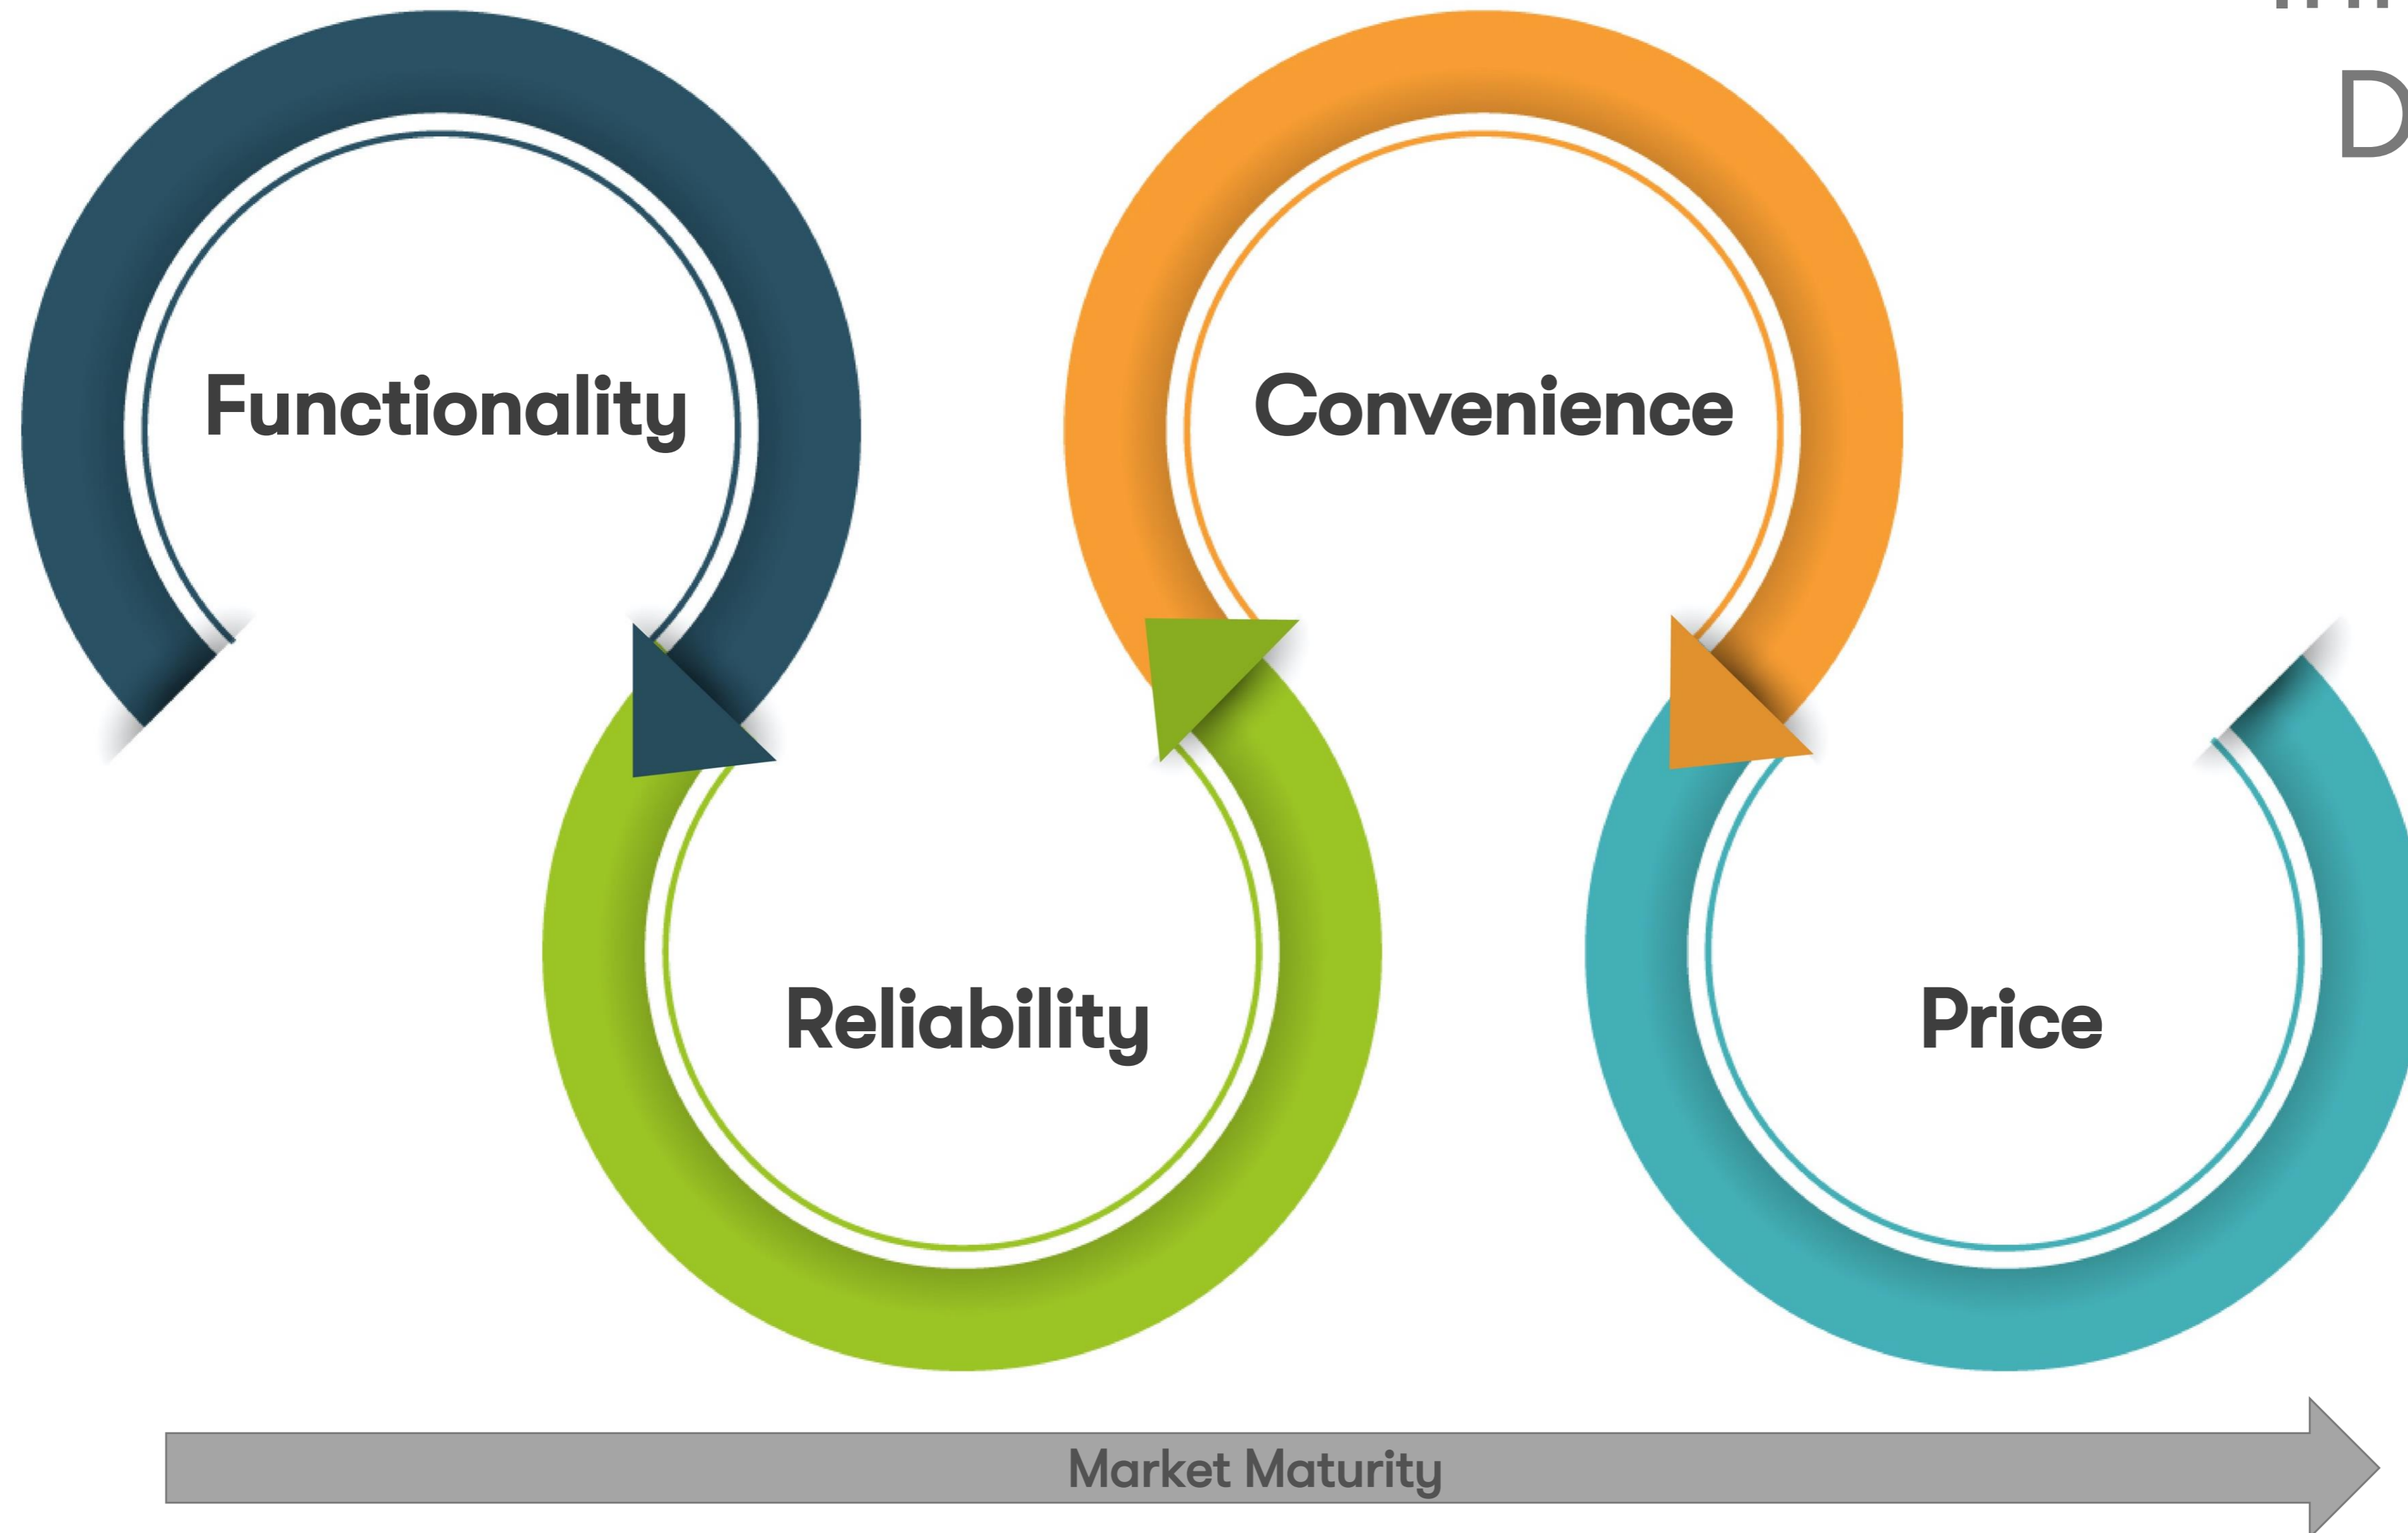 Functionality
Convenience
Reliability
Price
Market Maturity